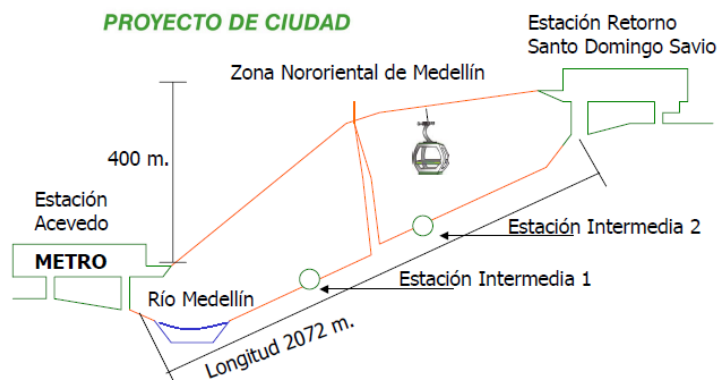 PROYECTO DE CIUDAD
Estación Retorno
Santo Domingo Savio
Zona Nororiental de Medellín
400 m.
Estación
Acevedo
METRO
Estación Intermedia 2
Estación Intermedia 1
Río Medellín
Longitud 2072 m.